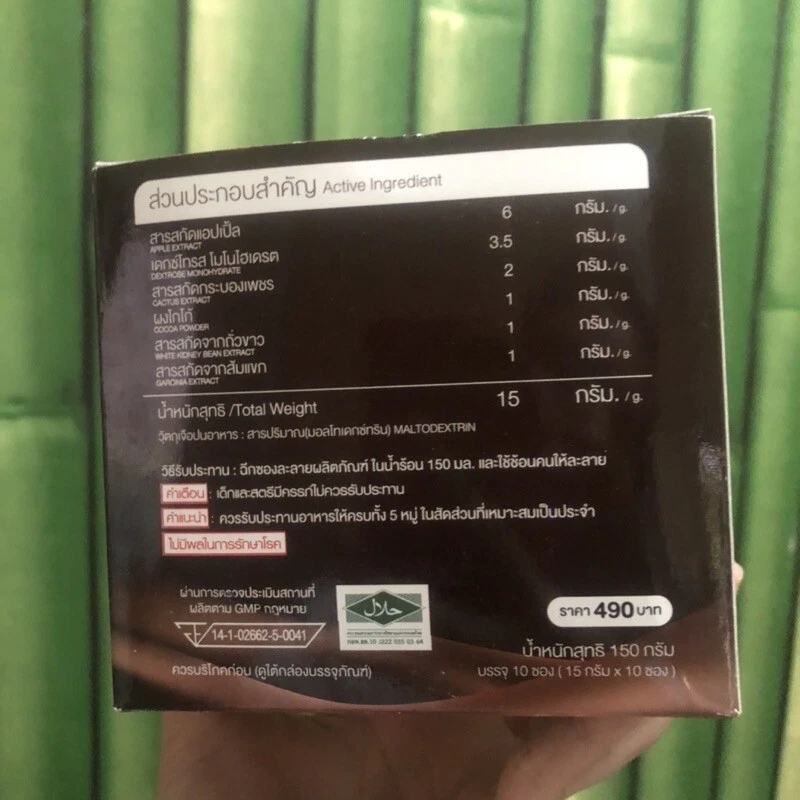 ส่วนประกอบสำคัญ Active Ingredient
สารสกัดแอปเปิ้ล 6 กรัม./g.
APPLE EXTRACT
เดกซ์โทรส โมโนไฮเดรต 3.5 กรัม./g.
DEXTROSE MONOHYDRATE
สารสกัดกระบองเพชร 2 กรัม./g.
CACTUS EXTRACT
ผงโกโก้ 1 กรัม./g.
COCOA POWDER
สารสกัดจากถั่วขาว 1 กรัม./g.
WHITE KIDNEY BEAN EXTRACT
สารสกัดจากส้มแขก 1 กรัม./g.
GARCINIA EXTRACT
น้ำหนักสุทธิ /Total Weight 15 กรัม. /g.
วัตถุเจือปนอาหาร : สารปริมาณ(มอลโทเดกซ์ทริน) MALTODEXTRIN
วิธีรับประทาน : ฉีกซองละลายผลิตภัณฑ์ ในน้ำร้อน 150 มล. และใช้ช้อนคนให้ละลาย
คำเตือน : เด็กและสตรีมีครรภ์ไม่ควรรับประทาน
คำแนะนำ : ควรรับประทานอาหารให้ครบทั้ง 5 หมู่ ในสัดส่วนที่เหมาะสมเป็นประจำ
ไม่มีผลในการรักษาโรค
ผ่านการตรวจประเมินสถานที่
ผลิตตาม GMP กฎหมาย
14-1-02662-5-0041
حلال
ราคา 490 บาท
น้ำหนักสุทธิ 150 กรัม
บรรจุ 10 ซอง ( 15 กรัม x 10 ซอง )
ควรบริโภคก่อน (ดูใต้กล่องบรรจุภัณฑ์)